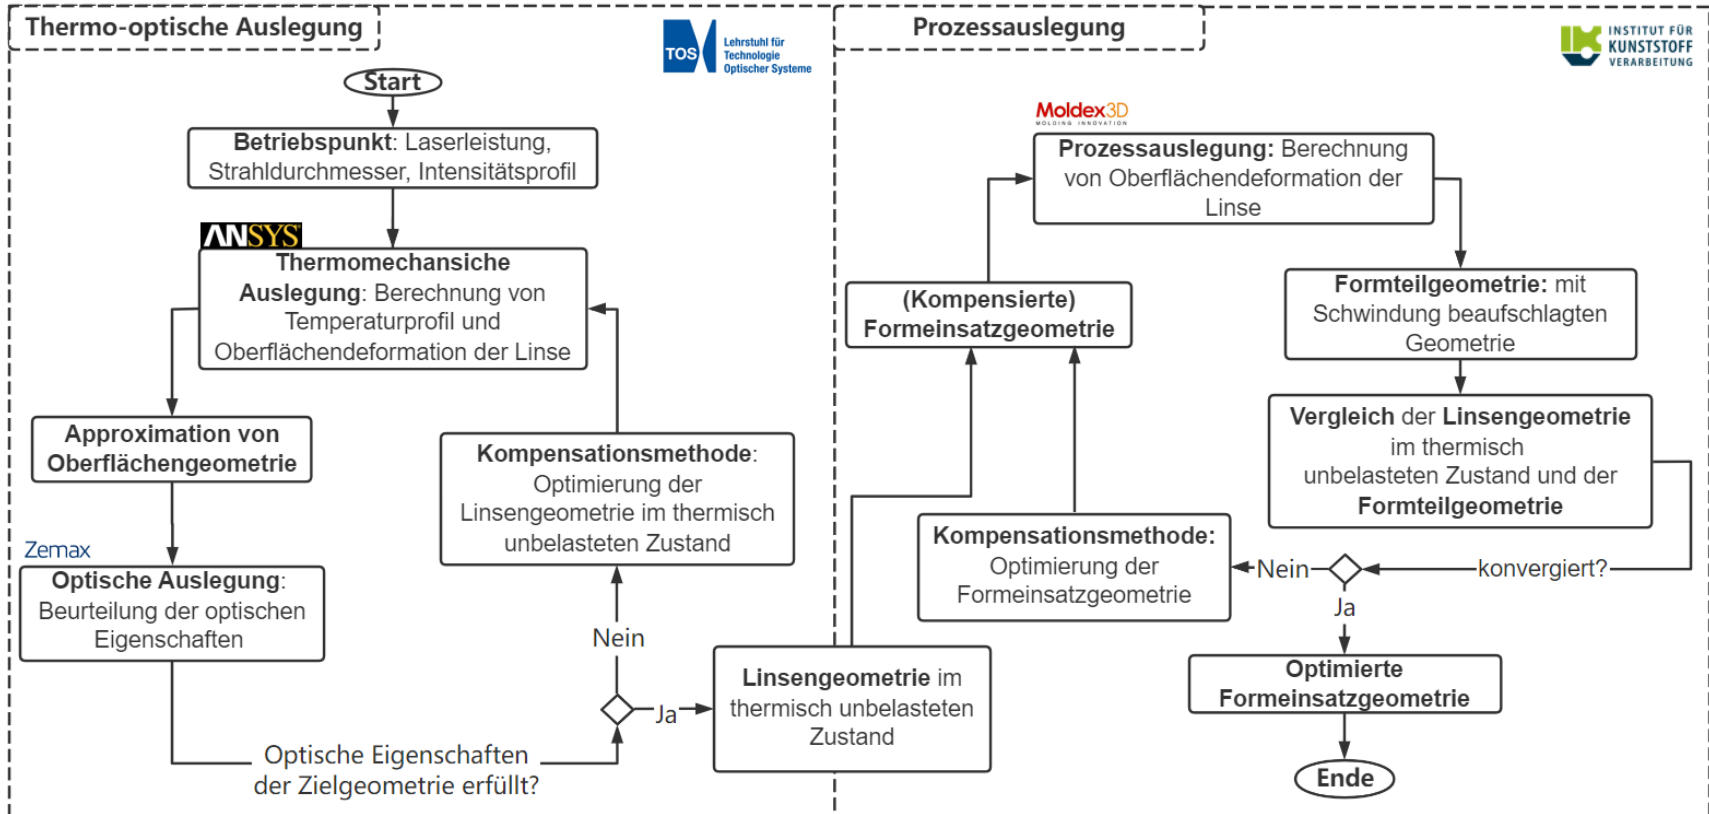 Thermo-optische Auslegung
TOS
Lehrstuhl für
Technologie
Optischer Systeme
Start
Betriebspunkt: Laserleistung,
Strahldurchmesser, Intensitätsprofil
ANSYS
Thermomechansiche
Auslegung: Berechnung von
Temperaturprofil und
Oberflächendeformation der Linse
Approximation von
Oberflächengeometrie
Zemax
Optische Auslegung:
Beurteilung der optischen
Eigenschaften
Optische Eigenschaften
der Zielgeometrie erfüllt?
Nein
Kompensationsmethode:
Optimierung der
Linsengeometrie im thermisch
unbelasteten Zustand
Ja
Linsengeometrie im
thermisch unbelasteten
Zustand
Prozessauslegung
IKV
INSTITUT FÜR
KUNSTSTOFF
VERARBEITUNG
(Kompensierte)
Formeinsatzgeometrie
Moldex3D
MOLDING INNOVATION
Prozessauslegung: Berechnung
von Oberflächendeformation der
Linse
Formteilgeometrie: mit
Schwindung beaufschlagten
Geometrie
Vergleich der Linsengeometrie
im thermisch
unbelasteten Zustand und der
Formteilgeometrie
konvergiert?
Nein
Kompensationsmethode:
Optimierung der
Formeinsatzgeometrie
Ja
Optimierte
Formeinsatzgeometrie
Ende